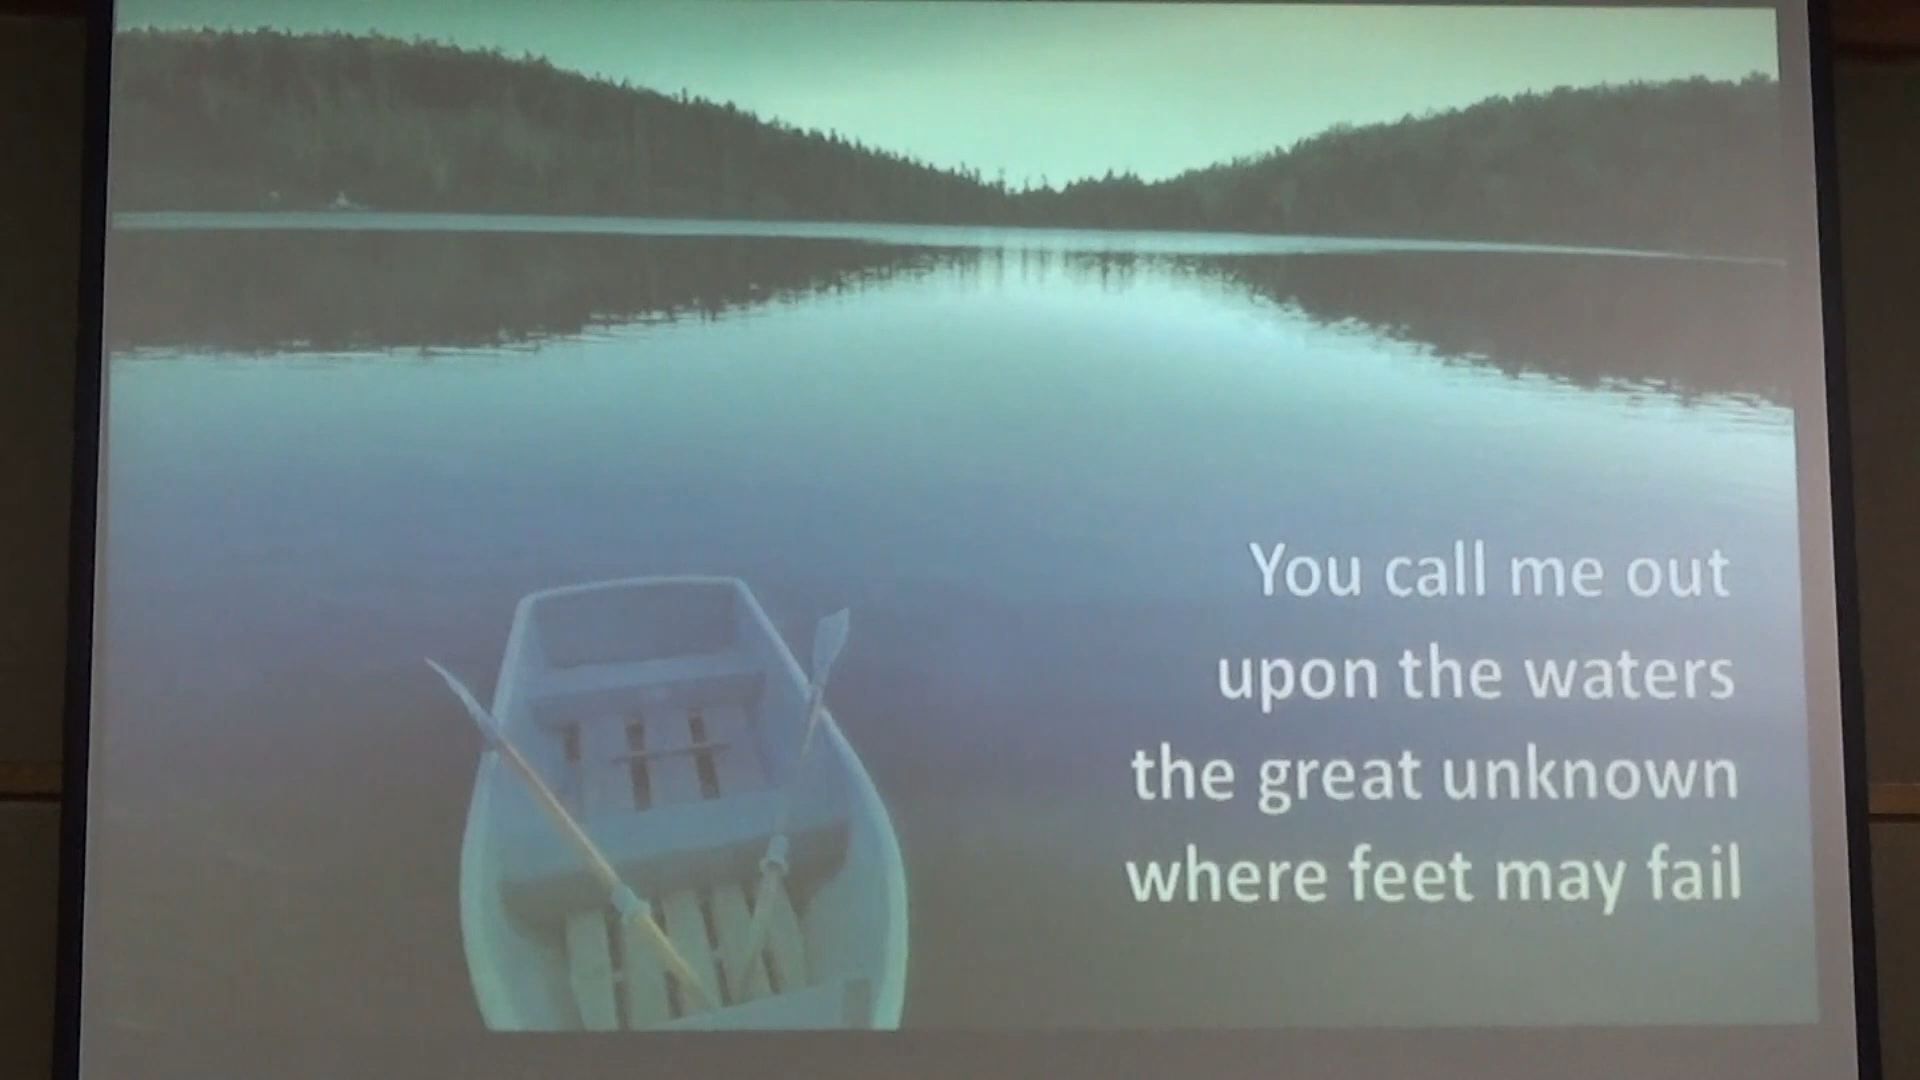 You call me out
upon the waters
the great unknown
where feet may fail